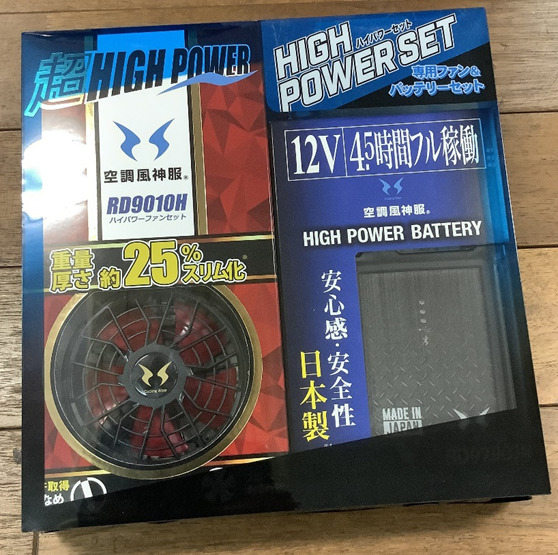 超HIGH POWER
空調風神服®
RD9010H
ハイパワーファンセット
重量
厚さ 約25%スリム化
ハイパワーセット
HIGH
POWER SET
専用ファン&
バッテリーセット
12V 4.5時間フル稼働
空調風神服®
HIGH POWER BATTERY
安心感・安全性
日本製
MADE IN
JAPAN
取得
なめ